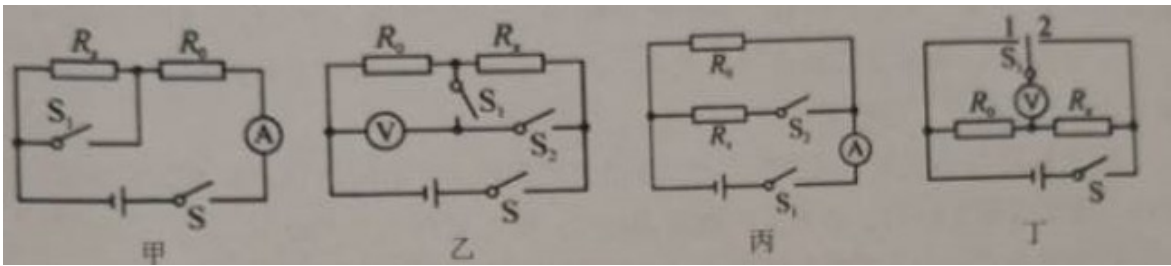 Rₓ R₀ S₁ A S 甲
R₀ Rₓ S₁ V S₂ S 乙
R₀ Rₓ S₂ A S₁ 丙
1 2 S₁ V R₀ Rₓ S 丁